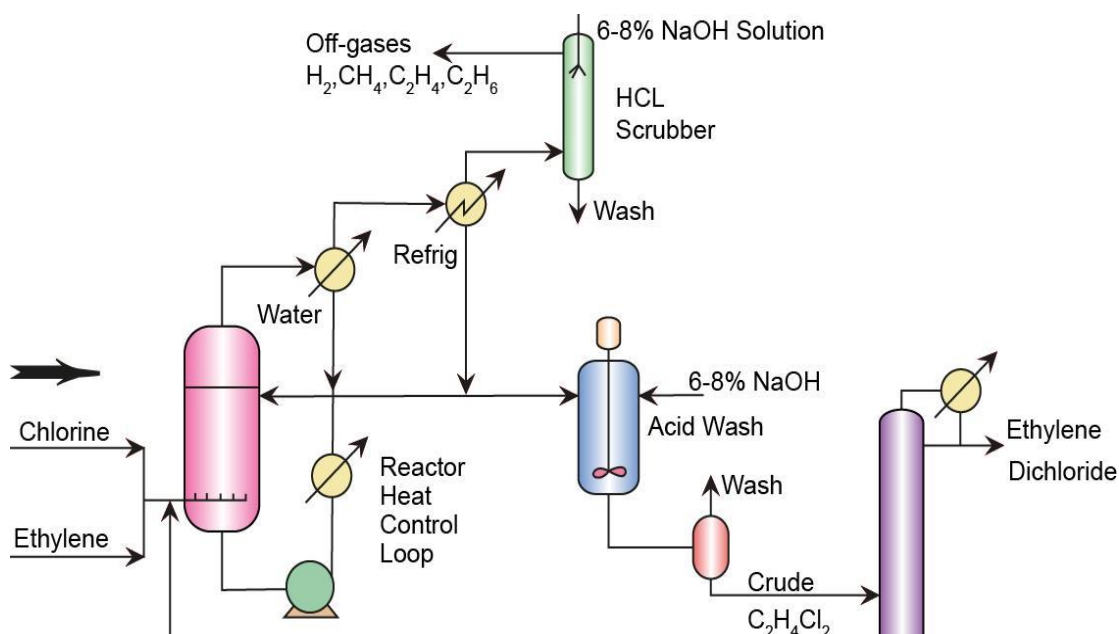 6-8% NaOH Solution
Off-gases
H₂,CH₄,C₂H₄,C₂H₆
HCL
Scrubber
Wash
Refrig
Water
6-8% NaOH
Acid Wash
Chlorine
Ethylene
Reactor
Heat
Control
Loop
Wash
Ethylene
Dichloride
Crude
C₂H₄Cl₂